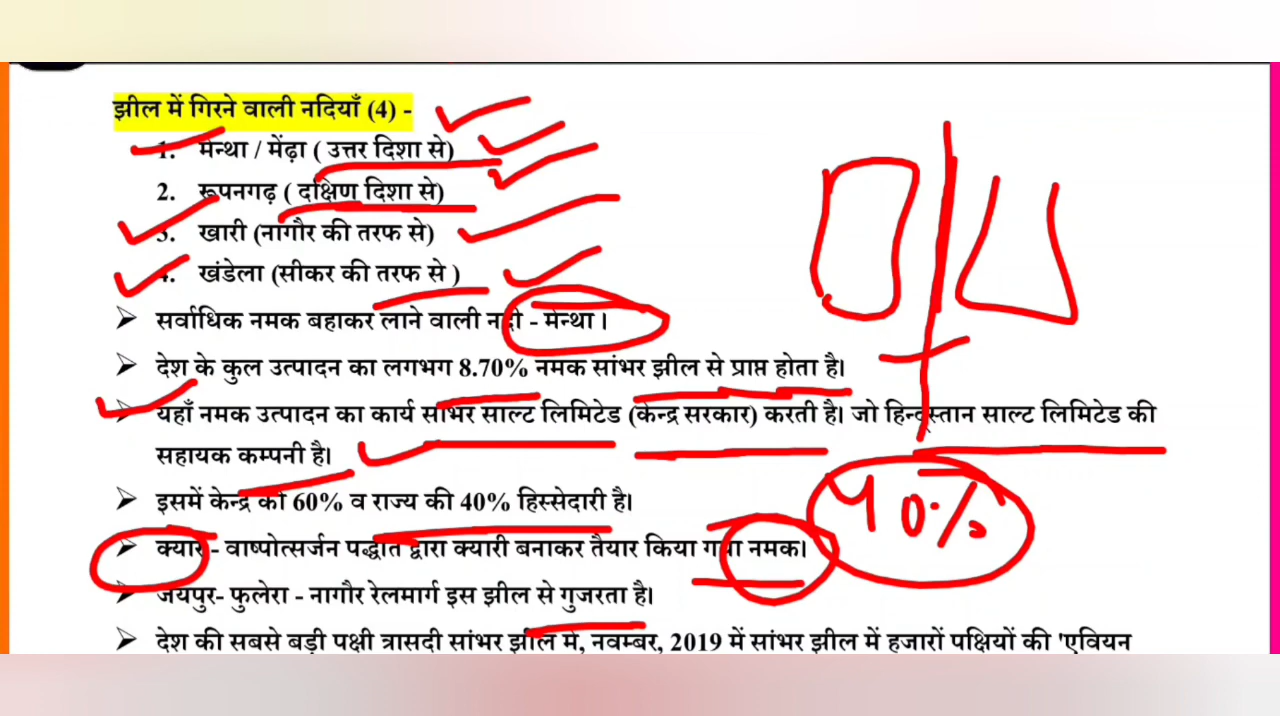 झील में गिरने वाली नदियाँ (4) -
1. मन्था / मेंढ़ा ( उत्तर दिशा से)
2. रूपनगढ़ ( दक्षिण दिशा से)
3. खारी (नागौर की तरफ से)
4. खंडेला (सीकर की तरफ से )
➢ सर्वाधिक नमक बहाकर लाने वाली नदी - मेन्था ।
➢ देश के कुल उत्पादन का लगभग 8.70% नमक सांभर झील से प्राप्त होता है।
➢ यहाँ नमक उत्पादन का कार्य सांभर साल्ट लिमिटेड (केन्द्र सरकार) करती है। जो हिन्दुस्तान साल्ट लिमिटेड की
सहायक कम्पनी है।
➢ इसमें केन्द्र की 60% व राज्य की 40% हिस्सेदारी है।
40%
➢ क्यार - वाष्पोत्सर्जन पद्धति द्वारा क्यारी बनाकर तैयार किया गया नमक।
➢ जयपुर- फुलेरा - नागौर रेलमार्ग इस झील से गुजरता है।
➢ देश की सबसे बड़ी पक्षी त्रासदी सांभर झील में, नवम्बर, 2019 में सांभर झील में हजारों पक्षियों की 'एवियन